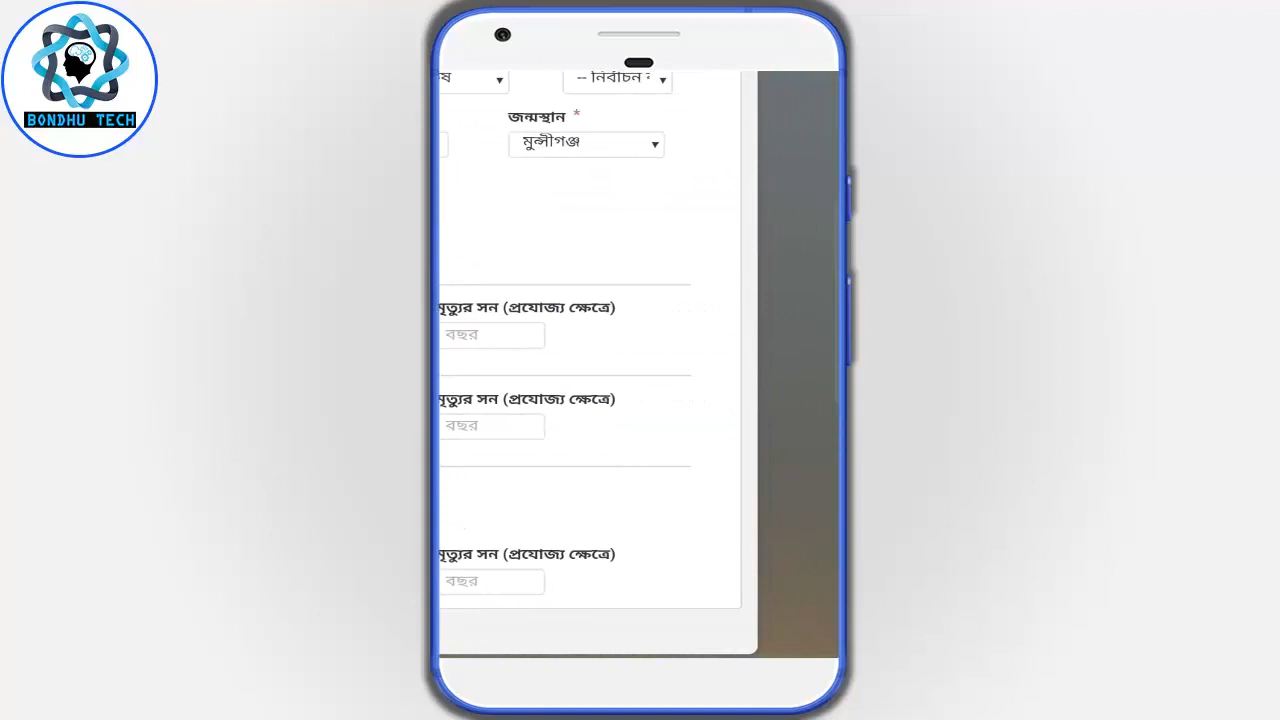 BONDHU TECH
-- নির্বাচন
জন্মস্থান *
মুন্সীগঞ্জ
মৃত্যুর সন (প্রযোজ্য ক্ষেত্রে)
বছর
মৃত্যুর সন (প্রযোজ্য ক্ষেত্রে)
বছর
মৃত্যুর সন (প্রযোজ্য ক্ষেত্রে)
বছর